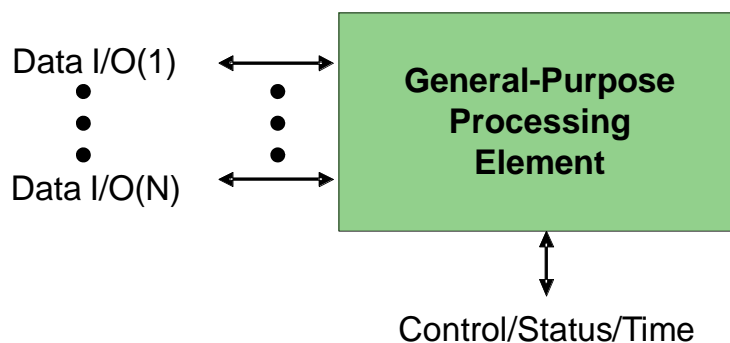 Data I/O(1)
General-Purpose
Processing
Element
Data I/O(N)
Control/Status/Time